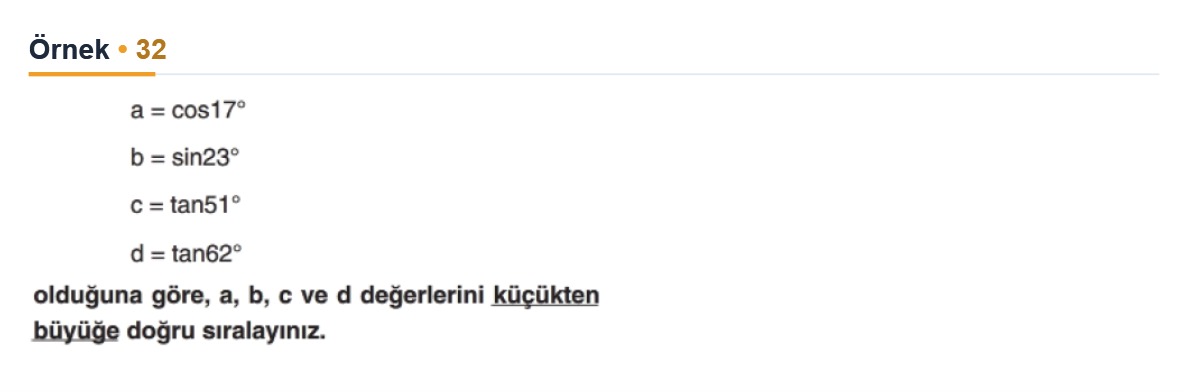 Örnek • 32
a = cos17°
b = sin23°
c = tan51°
d = tan62°
olduğuna göre, a, b, c ve d değerlerini küçükten
büyüğe doğru sıralayınız.